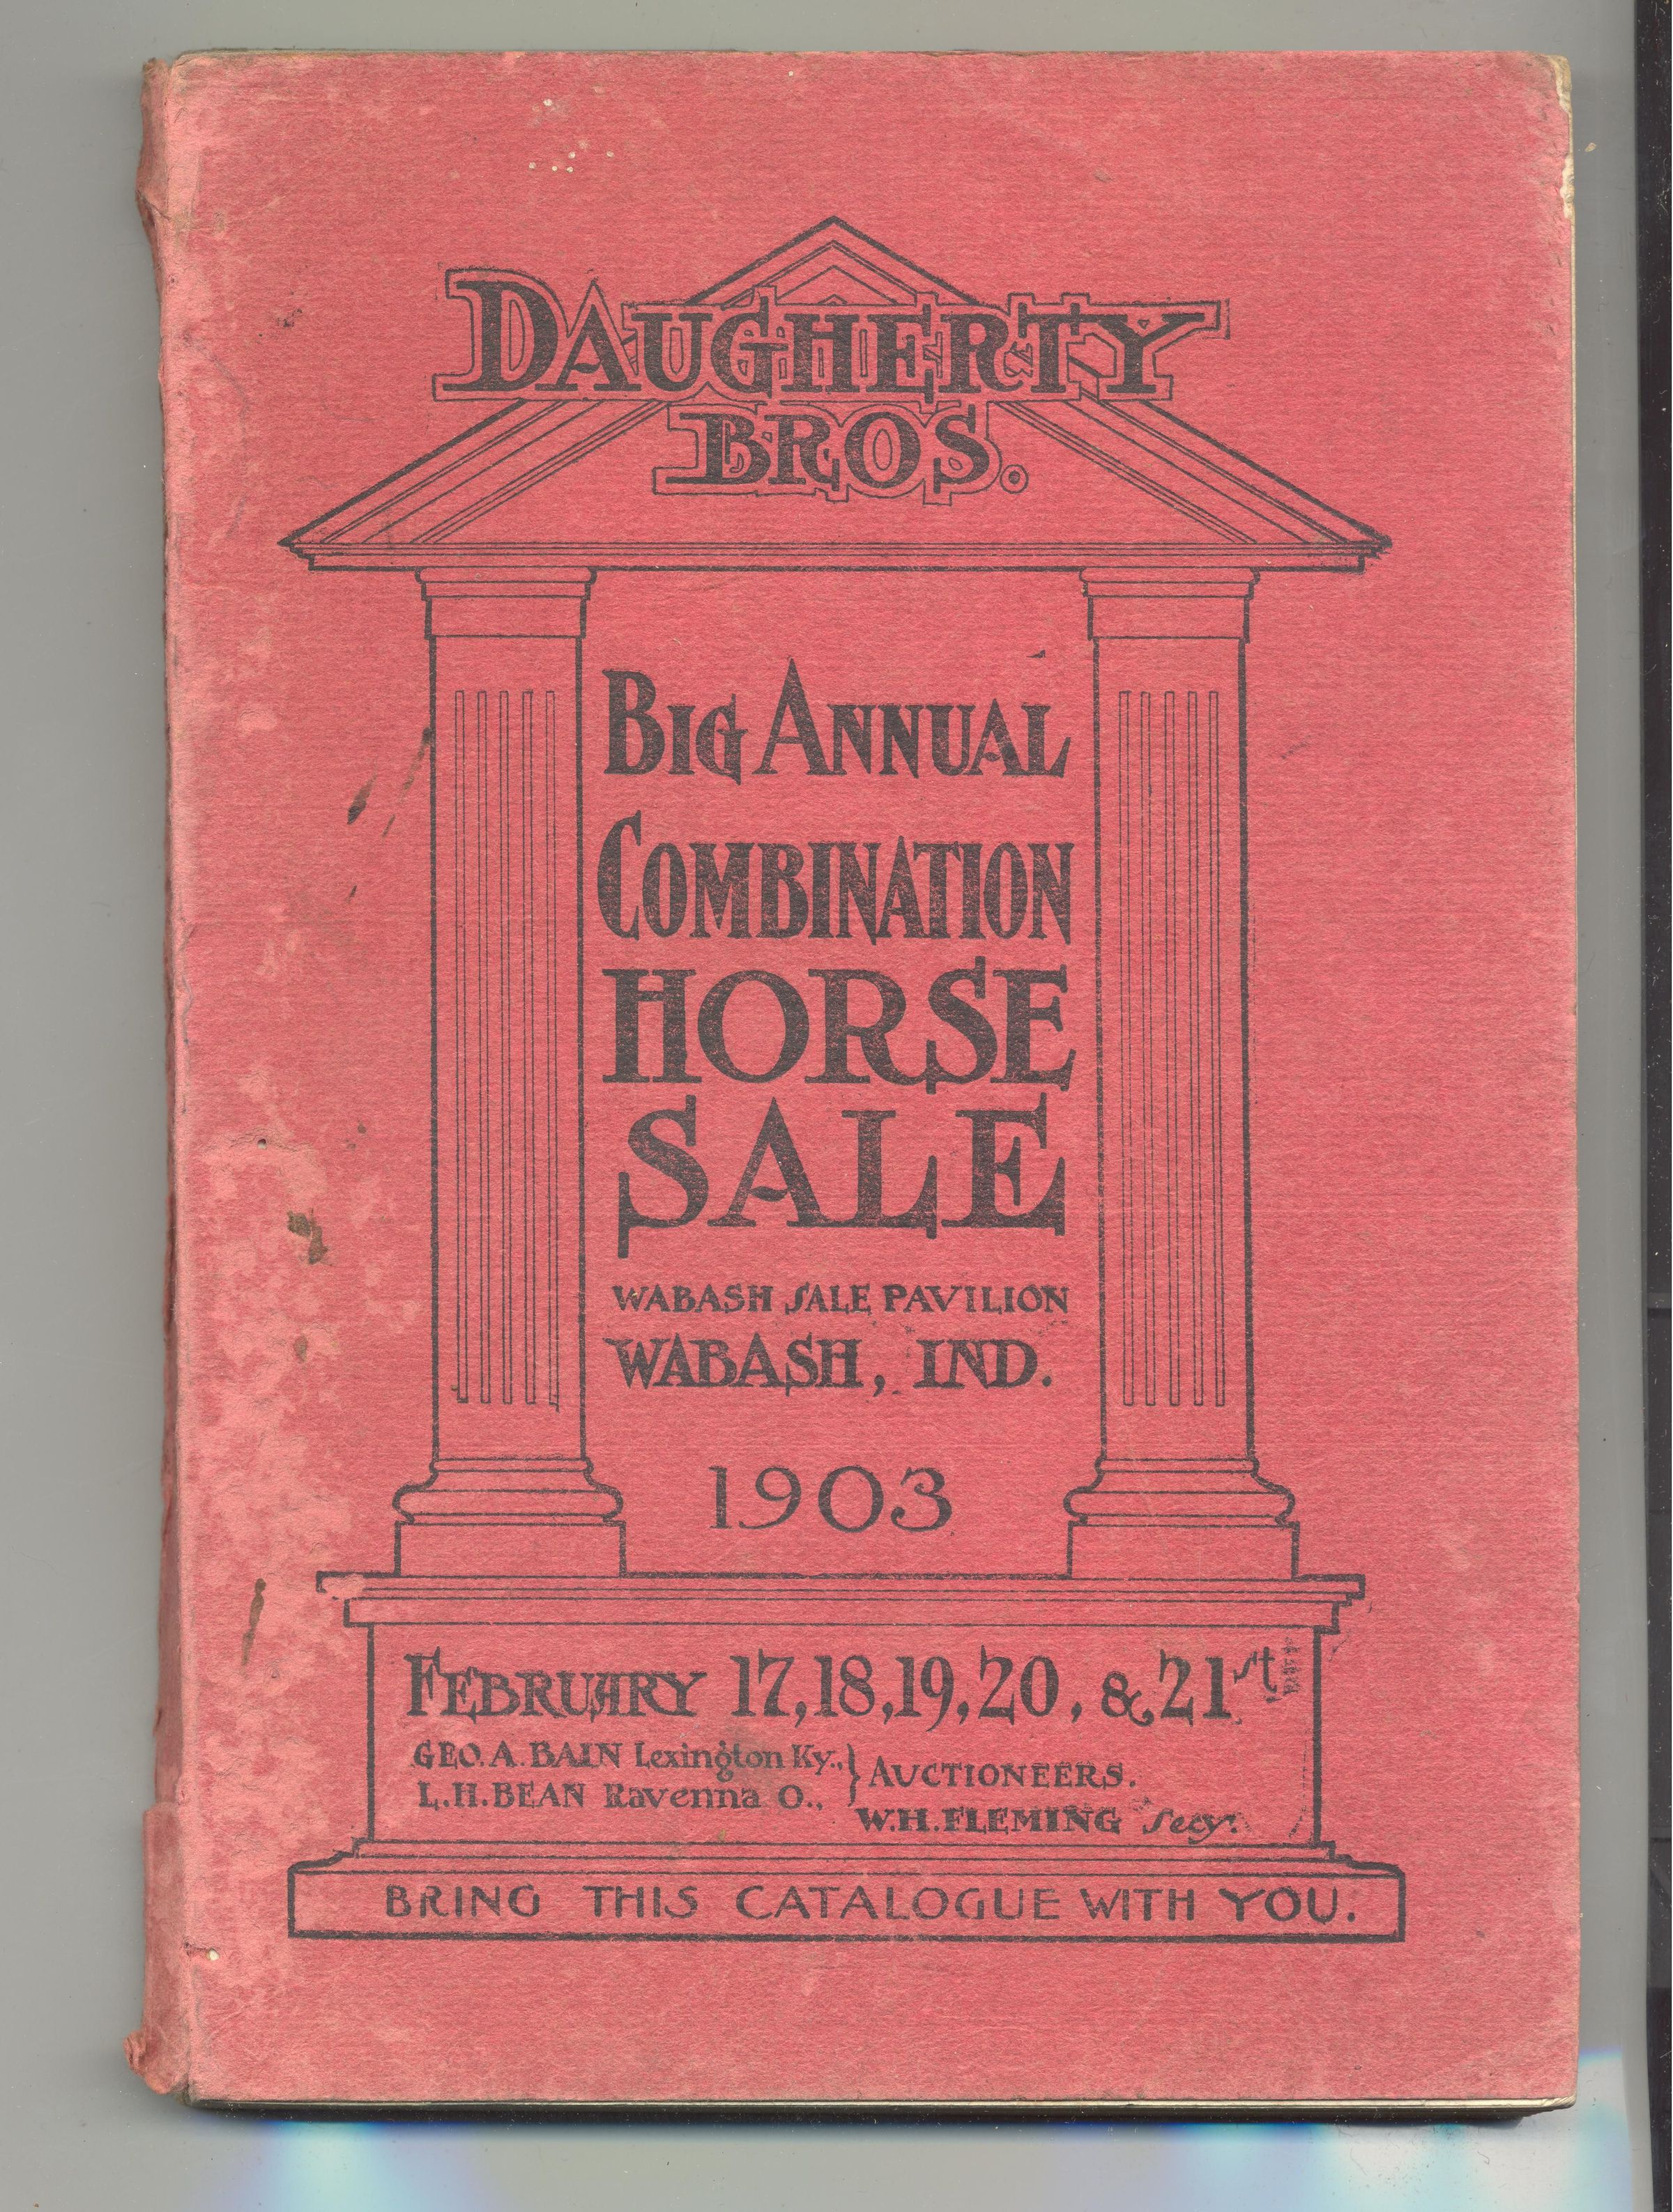 DAUGHERTY
BROS.
BIG ANNUAL
COMBINATION
HORSE
SALE
WABASH SALE PAVILION
WABASH, IND.
1903
FEBRUARY 17, 18, 19, 20, & 21st
GEO. A. BAIN Lexington Ky.,
L. H. BEAN Ravenna O.,
} AUCTIONEERS.
W. H. FLEMING Secy.
BRING THIS CATALOGUE WITH YOU.